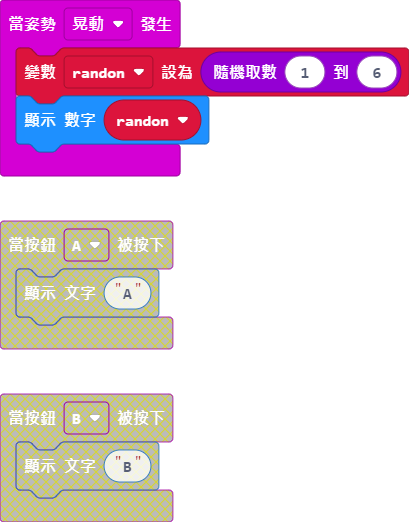 當姿勢 晃動 發生
變數 randon 設為 隨機取數 1 到 6
顯示 數字 randon
當按鈕 A 被按下
顯示 文字 "A"
當按鈕 B 被按下
顯示 文字 "B"